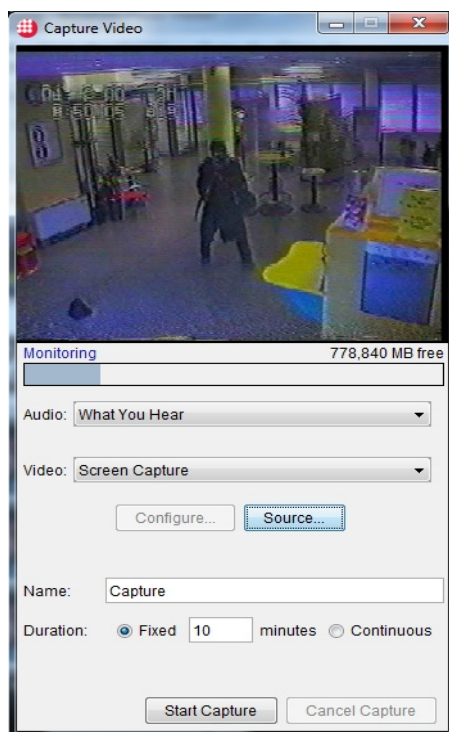 Capture Video
Monitoring 778,840 MB free
Audio: What You Hear
Video: Screen Capture
Configure... Source...
Name: Capture
Duration: Fixed 10 minutes Continuous
Start Capture Cancel Capture